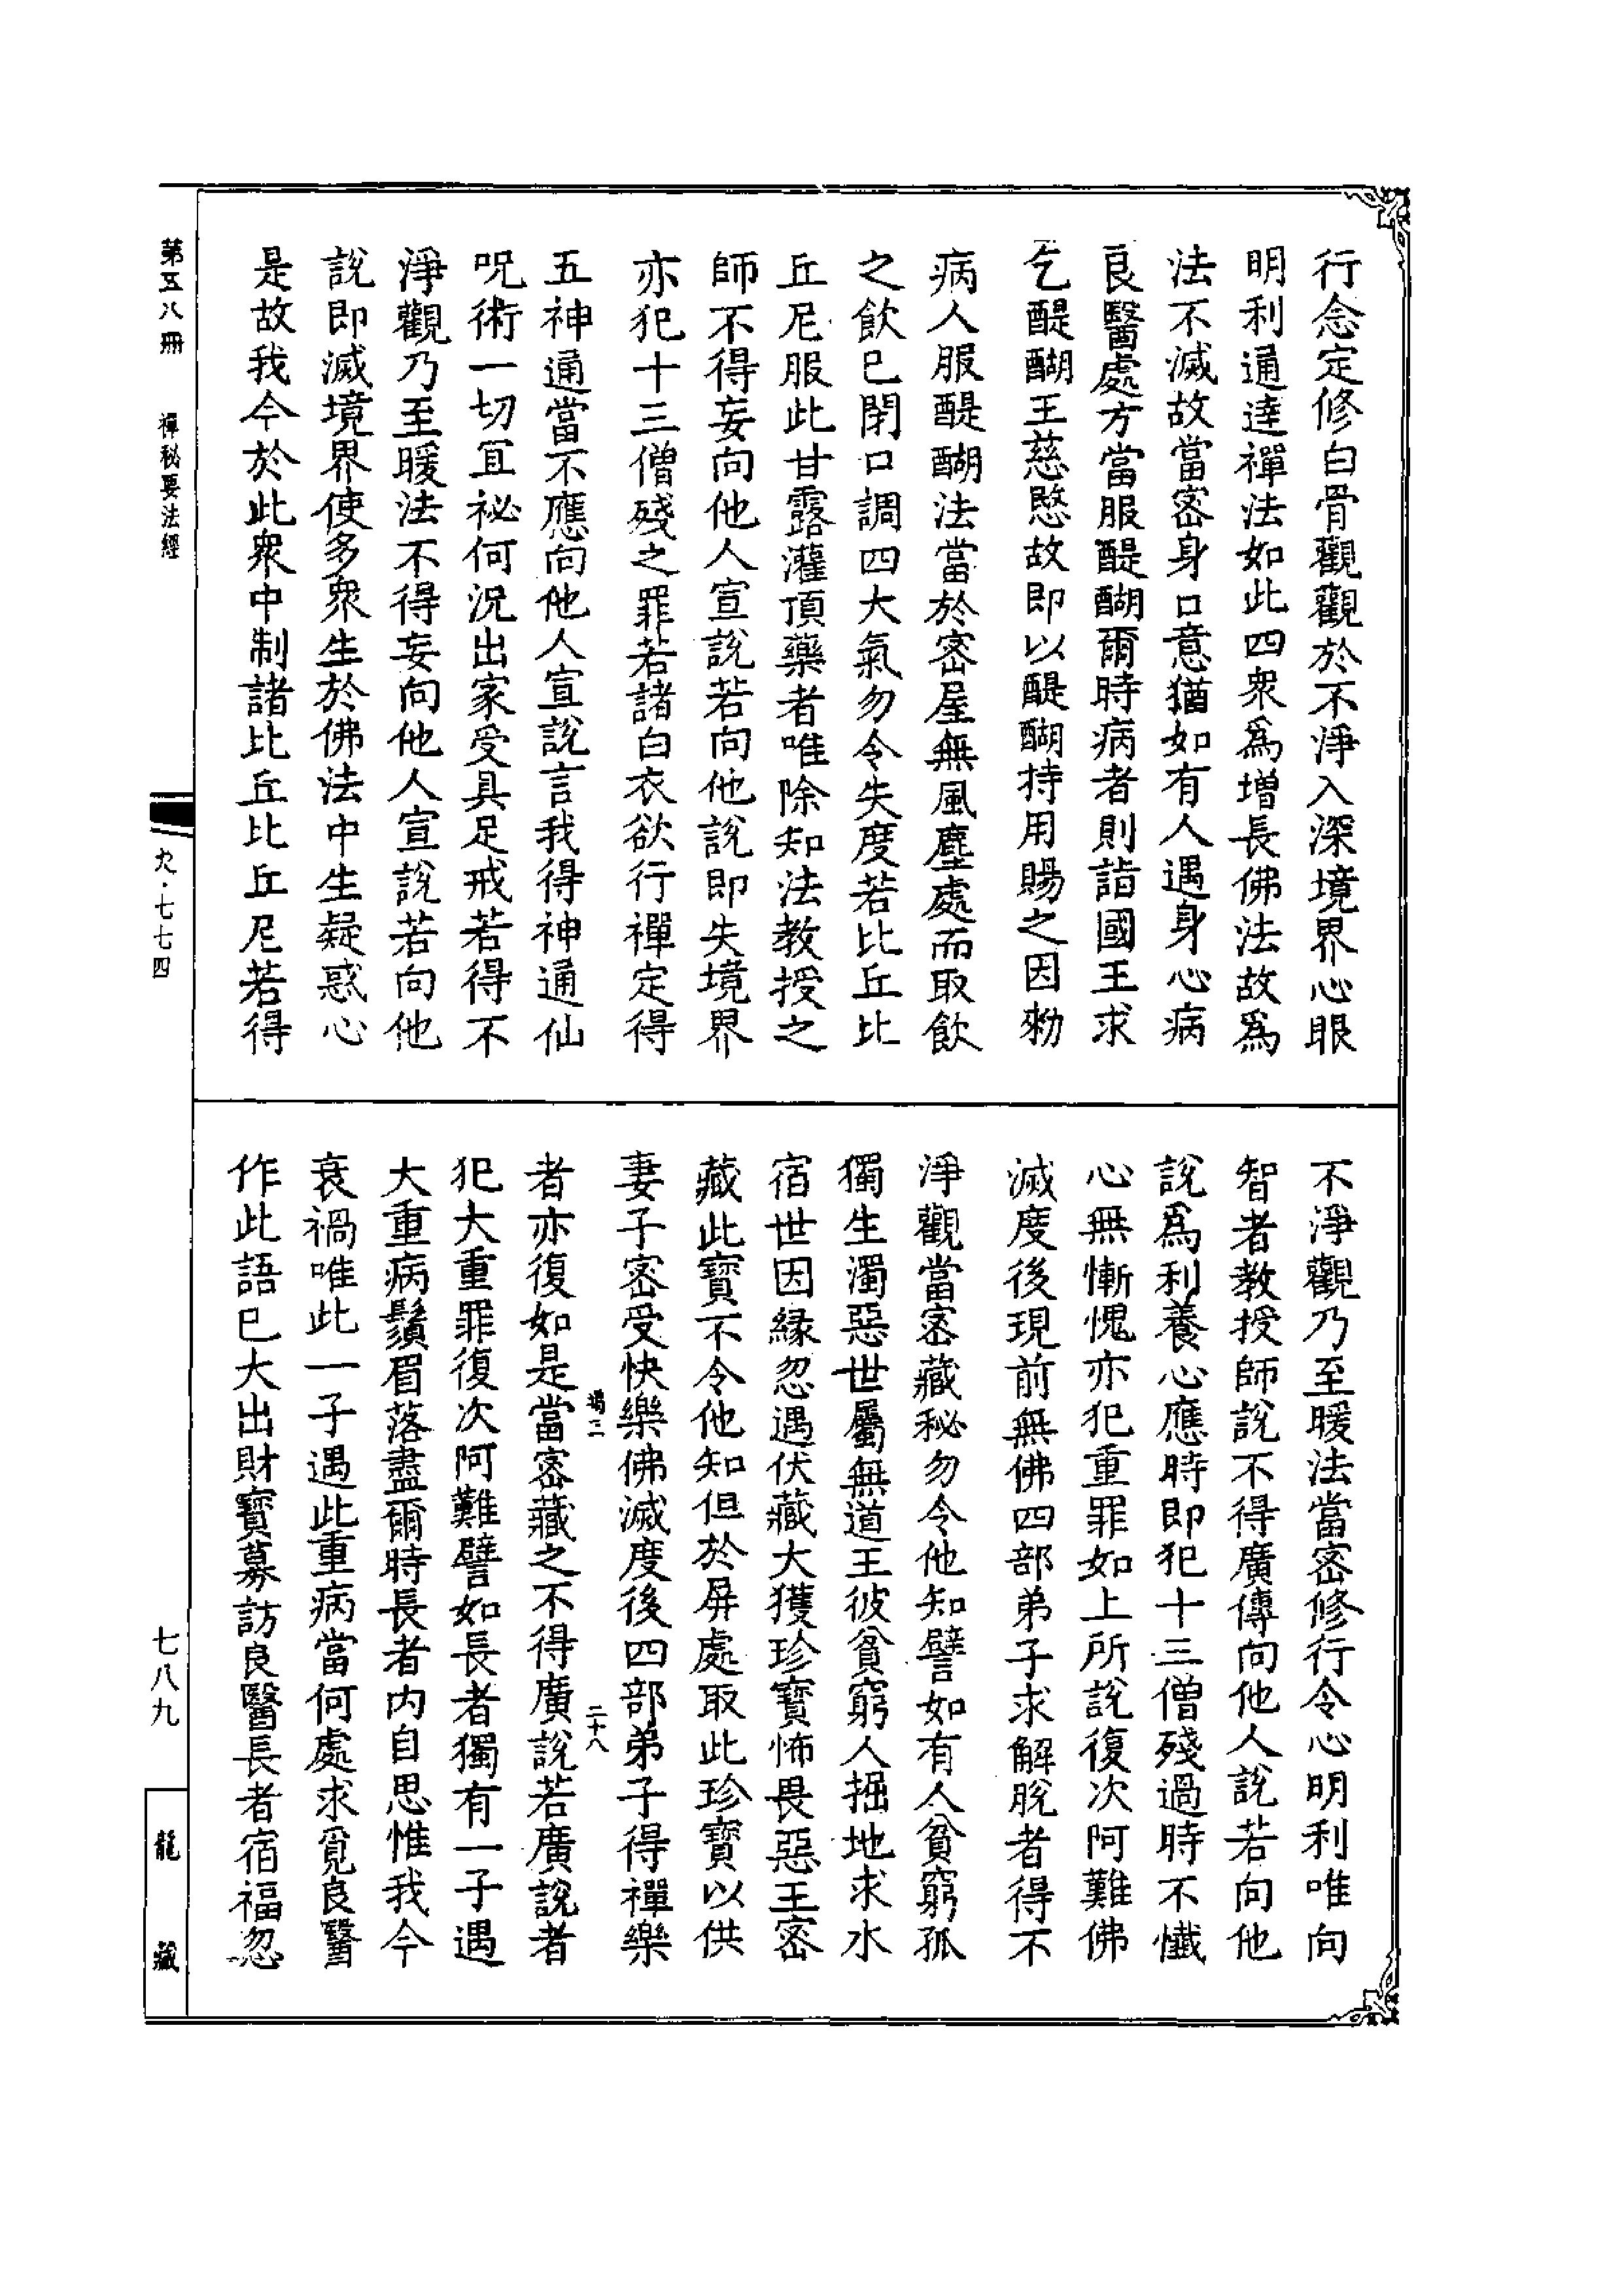 行念定修白骨觀觀於不淨入深境界心眼
明利通達禪法如此四衆爲增長佛法故爲
法不滅故當密身口意猶如有人遇身心病
良醫處方當服醍醐爾時病者則詣國王求
乞醍醐王慈愍故即以醍醐持用賜之因勑
病人服醍醐法當於密屋無風塵處而取飲
之飲已閉口調四大氣勿令失度若比丘比
丘尼服此甘露灌頂藥者唯除知法教授之
師不得妄向他人宣說若向他說即失境界
亦犯十三僧殘之罪若諸白衣欲行禪定得
五神通當不應向他人宣說言我得神通仙
呪術一切宜祕何況出家受具足戒若得不
淨觀乃至暖法不得妄向他人宣說若向他
說即滅境界使多衆生於佛法中生疑惑心
是故我今於此衆中制諸比丘比丘尼若得
不淨觀乃至暖法當密修行令心明利唯向
智者教授師說不得廣傳向他人說若向他
說爲利養心應時即犯十三僧殘過時不懺
心無慚愧亦犯重罪如上所說復次阿難佛
滅度後現前無佛四部弟子求解脫者得不
淨觀當密藏秘勿令他知譬如有人貧窮孤
獨生濁惡世屬無道王彼貧窮人掘地求水
宿世因緣忽遇伏藏大獲珍寶怖畏惡王密
藏此寶不令他知但於屏處取此珍寶以供
妻子密受快樂佛滅度後四部弟子得禪樂
竭二
二十八
者亦復如是當密藏之不得廣說若廣說者
犯大重罪復次阿難譬如長者獨有一子遇
大重病鬚眉落盡爾時長者內自思惟我今
衰禍唯此一子遇此重病當何處求覓良醫
作此語已大出財寶募訪良醫長者宿福忽
第五八冊
禪秘要法經
九·七七四
七八九
龍藏